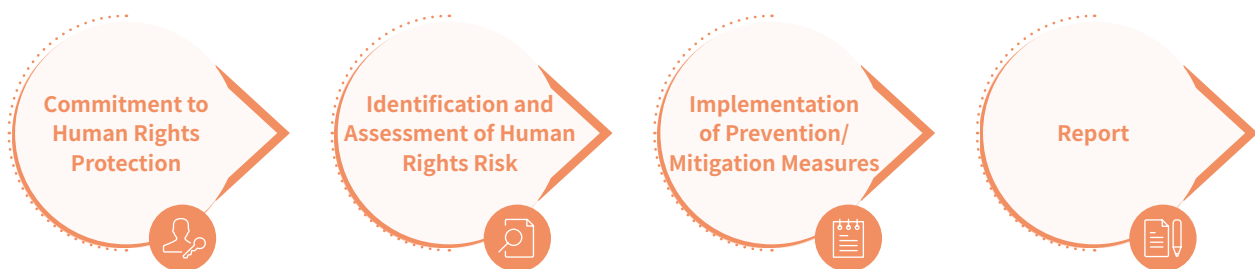 Commitment to
Human Rights
Protection
Identification and
Assessment of Human
Rights Risk
Implementation
of Prevention/
Mitigation Measures
Report